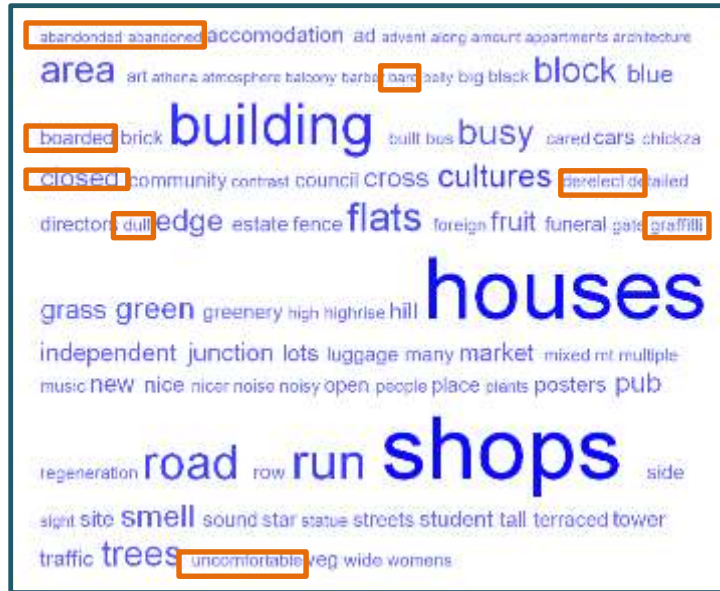 abandonded abandoned accomodation ad advent along amount appartments architecture
area art athena atmosphere balcony barber bare belly big black block blue
boarded brick building built bus busy cared cars chickza
closed community contrast council cross cultures derelect detailed
directors dull edge estate fence flats foreign fruit funeral gate graffilli
grass green greenery high highrise hill houses
independent junction lots luggage many market mixed mt multiple
music new nice nicer noise noisy open people place plants posters pub
regeneration road row run shops side
sight site smell sound star statue streets student tall terraced tower
traffic trees uncomfortable veg wide womens